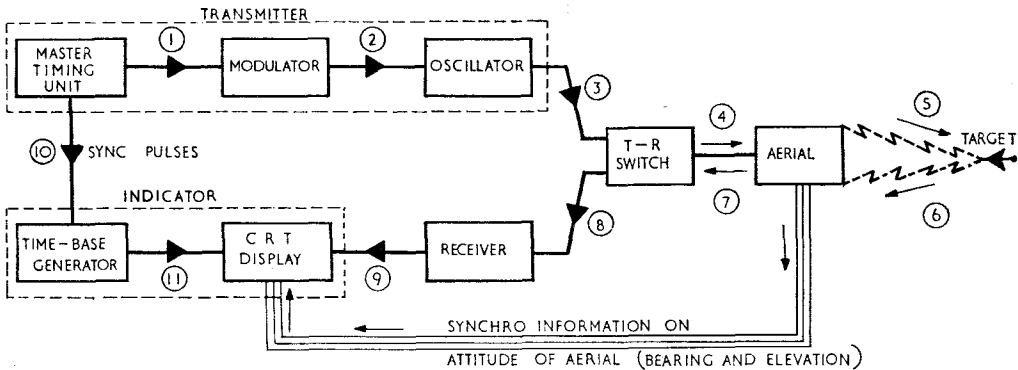 TRANSMITTER
①
②
MASTER
TIMING
UNIT
MODULATOR
OSCILLATOR
③
④
⑤
T-R
SWITCH
AERIAL
TARGET
⑩
SYNC PULSES
⑦
⑥
INDICATOR
⑧
TIME-BASE
GENERATOR
C R T
DISPLAY
RECEIVER
⑪
⑨
SYNCHRO INFORMATION ON
ATTITUDE OF AERIAL (BEARING AND ELEVATION)